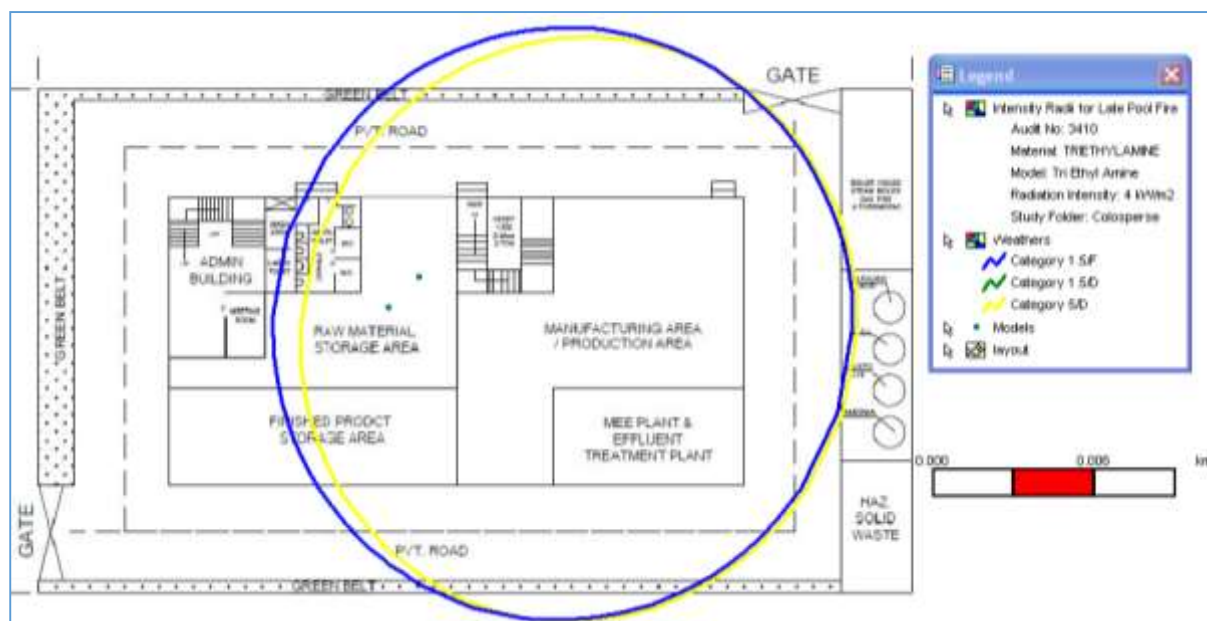 GATE
GREEN BELT
PVT. ROAD
ADMIN
BUILDING
GREEN BELT
RAW MATERIAL
STORAGE AREA
MANUFACTURING AREA
/ PRODUCTION AREA
FINISHED PRODCT
STORAGE AREA
MEE PLANT &
EFFLUENT
TREATMENT PLANT
HAZ.
SOLID
WASTE
GATE
PVT. ROAD
GREEN BELT
Legend
Intensity Radii for Late Pool Fire
Audit No: 3410
Material: TRIETHYLAMINE
Model: Tri Ethyl Amine
Radiation Intensity: 4 kW/m2
Study Folder: Colosperse
Weathers
Category 1.5/F
Category 1.5/D
Category 5/D
Models
layout
0.000
0.006
km